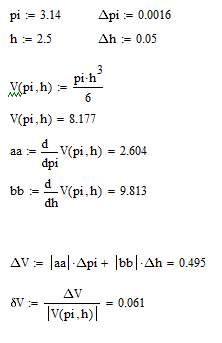 pi := 3.14 Δpi := 0.0016
h := 2.5 Δh := 0.05
V(pi,h) := pi·h³/6
V(pi,h) = 8.177
aa := d/dpi V(pi,h) = 2.604
bb := d/dh V(pi,h) = 9.813
ΔV := |aa|·Δpi + |bb|·Δh = 0.495
δV := ΔV/|V(pi,h)| = 0.061